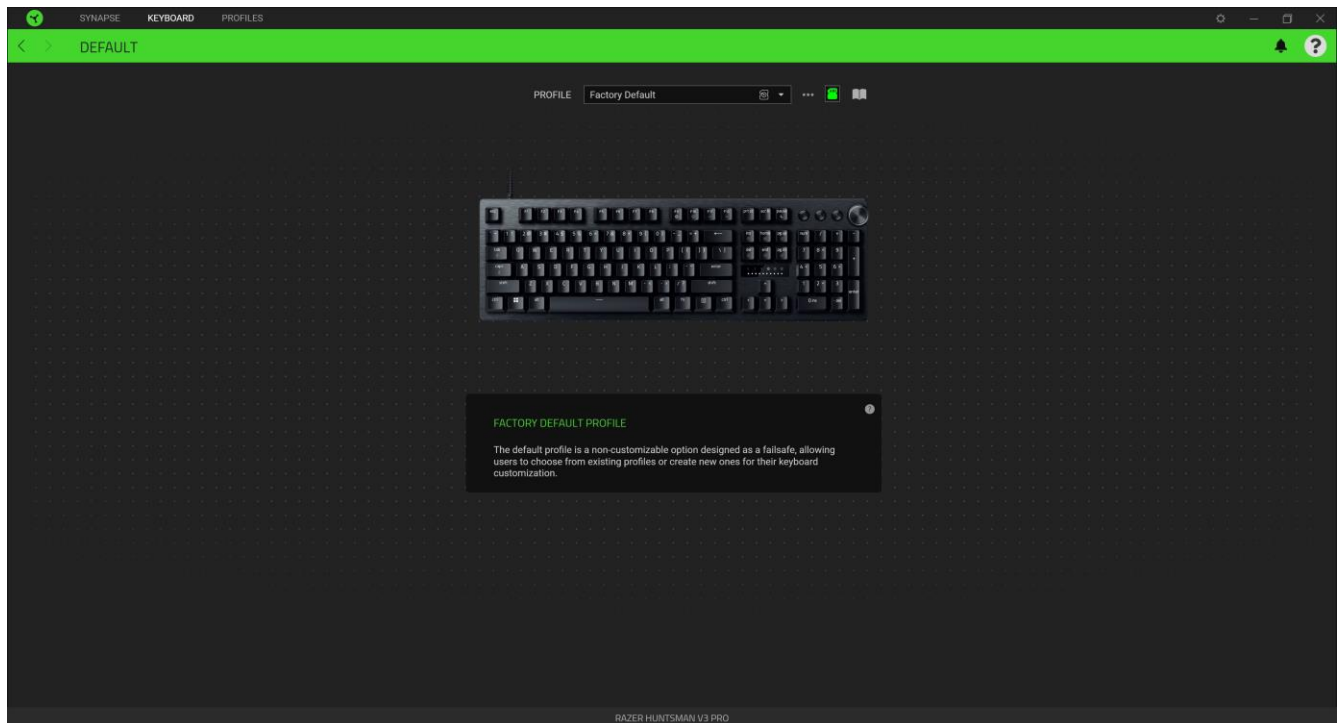 SYNAPSE KEYBOARD PROFILES
DEFAULT
PROFILE Factory Default
FACTORY DEFAULT PROFILE
The default profile is a non-customizable option designed as a failsafe, allowing
users to choose from existing profiles or create new ones for their keyboard
customization.
RAZER HUNTSMAN V3 PRO